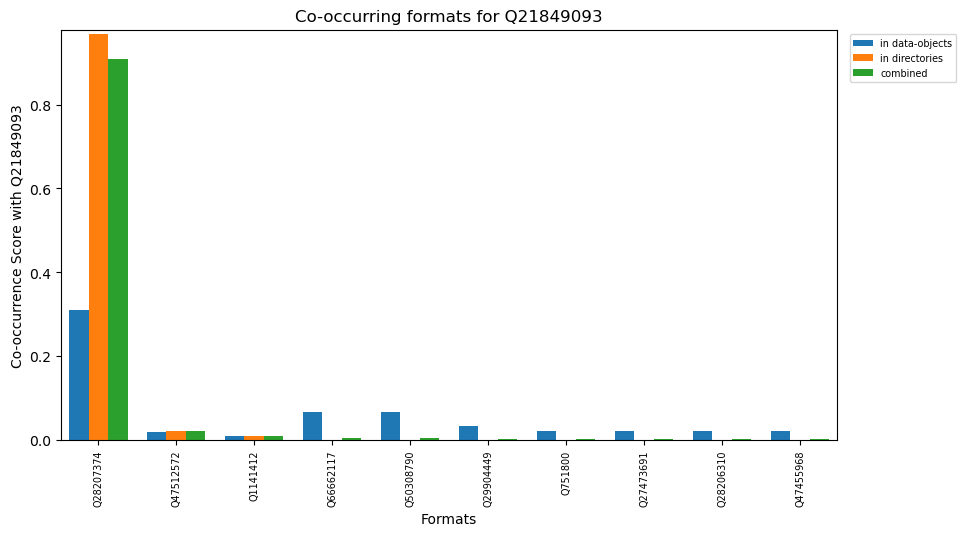 Co-occurring formats for Q21849093
Co-occurrence Score with Q21849093
0.8
0.6
0.4
0.2
0.0
Q28207374
Q47512572
Q1141412
Q66662117
Q50308790
Q29904449
Q751800
Q27473691
Q28206310
Q47455968
Formats
in data-objects
in directories
combined